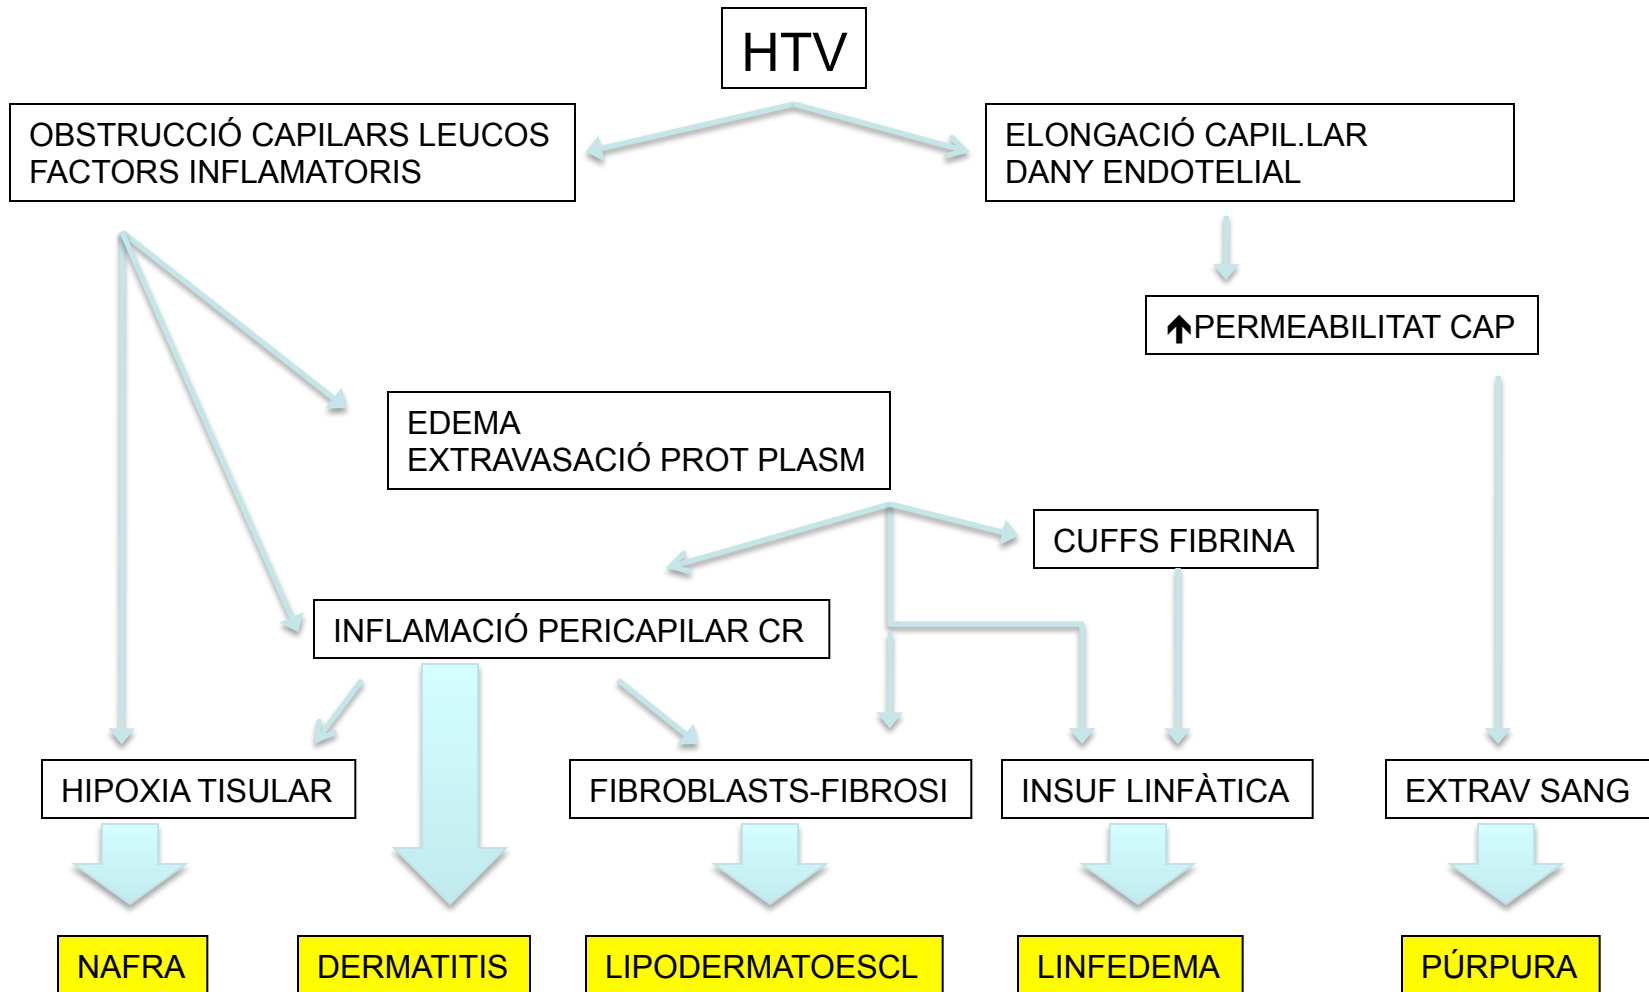 HTV
OBSTRUCCIÓ CAPILARS LEUCOS
FACTORS INFLAMATORIS
ELONGACIÓ CAPIL.LAR
DANY ENDOTELIAL
🡹PERMEABILITAT CAP
EDEMA
EXTRAVASACIÓ PROT PLASM
CUFFS FIBRINA
INFLAMACIÓ PERICAPILAR CR
HIPOXIA TISULAR
FIBROBLASTS-FIBROSI
INSUF LINFÀTICA
EXTRAV SANG
NAFRA
DERMATITIS
LIPODERMATOESCL
LINFEDEMA
PÚRPURA